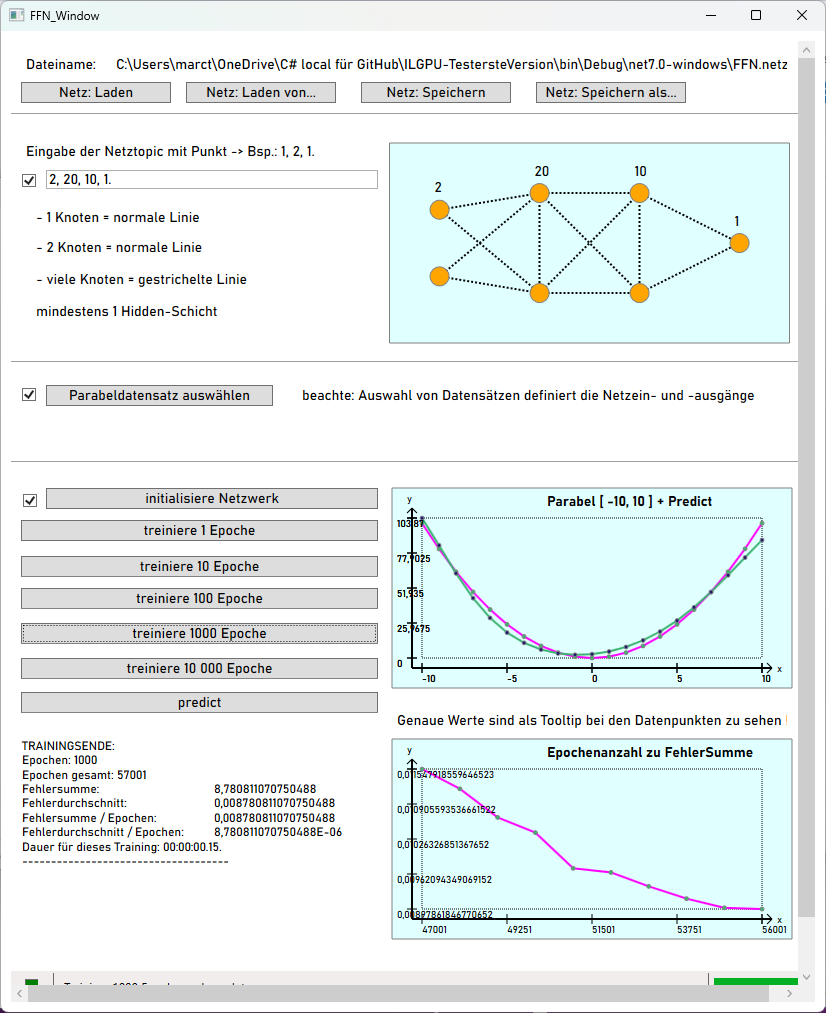 FFN_Window
Dateiname: C:\Users\marct\OneDrive\C# local für GitHub\ILGPU-TestersteVersion\bin\Debug\net7.0-windows\FFN.netz
Netz: Laden Netz: Laden von... Netz: Speichern Netz: Speichern als...
Eingabe der Netztopic mit Punkt -> Bsp.: 1, 2, 1.
2, 20, 10, 1.
- 1 Knoten = normale Linie
- 2 Knoten = normale Linie
- viele Knoten = gestrichelte Linie
mindestens 1 Hidden-Schicht
2
20
10
1
Parabeldatensatz auswählen
beachte: Auswahl von Datensätzen definiert die Netzein- und -ausgänge
initialisiere Netzwerk
treiniere 1 Epoche
treiniere 10 Epoche
treiniere 100 Epoche
treiniere 1000 Epoche
treiniere 10 000 Epoche
predict
Parabel [ -10, 10 ] + Predict
y
103,87
77,9025
51,935
25,9675
0
-10 -5 0 5 10
x
Genaue Werte sind als Tooltip bei den Datenpunkten zu sehen !
TRAININGSENDE:
Epochen: 1000
Epochen gesamt: 57001
Fehlersumme: 8,780811070750488
Fehlerdurchschnitt: 0,008780811070750488
Fehlersumme / Epochen: 0,008780811070750488
Fehlerdurchschnitt / Epochen: 8,780811070750488E-06
Dauer für dieses Training: 00:00:00.15.
------------------------------------
Epochenanzahl zu FehlerSumme
y
0,011547918559646523
0,010905593536661522
0,01026326851367652
0,00962094349069152
0,00897861846770652
47001 49251 51501 53751 56001
x